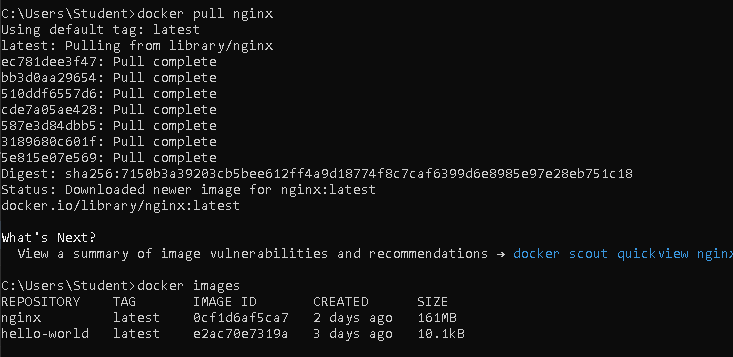 C:\Users\Student>docker pull nginx
Using default tag: latest
latest: Pulling from library/nginx
ec781dee3f47: Pull complete
bb3d0aa29654: Pull complete
510ddf6557d6: Pull complete
cde7a05ae428: Pull complete
587e3d84dbb5: Pull complete
3189680c601f: Pull complete
5e815e07e569: Pull complete
Digest: sha256:7150b3a39203cb5bee612ff4a9d18774f8c7caf6399d6e8985e97e28eb751c18
Status: Downloaded newer image for nginx:latest
docker.io/library/nginx:latest
What's Next?
View a summary of image vulnerabilities and recommendations → docker scout quickview nginx
C:\Users\Student>docker images
REPOSITORY TAG IMAGE ID CREATED SIZE
nginx latest 0cf1d6af5ca7 2 days ago 161MB
hello-world latest e2ac70e7319a 3 days ago 10.1kB